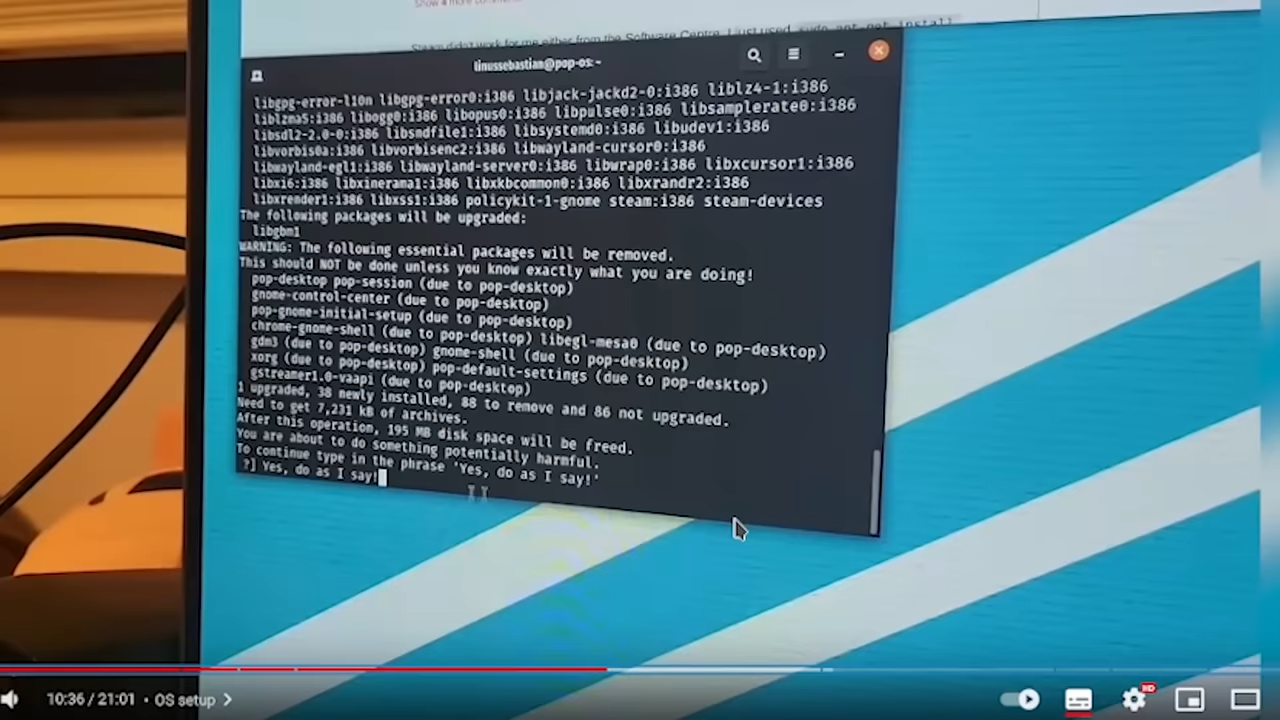 Show 4 more comments
Steam didn't work for me either from the Software Centre. I just used sudo apt-get install
linussebastian@pop-os: ~
libgpg-error-l10n libgpg-error0:i386 libjack-jackd2-0:i386 liblz4-1:i386
liblzma5:i386 libogg0:i386 libopus0:i386 libpulse0:i386 libsamplerate0:i386
libsdl2-2.0-0:i386 libsndfile1:i386 libsystemd0:i386 libudev1:i386
libvorbis0a:i386 libvorbisenc2:i386 libwayland-cursor0:i386
libwayland-egl1:i386 libwayland-server0:i386 libwrap0:i386 libxcursor1:i386
libxi6:i386 libxinerama1:i386 libxkbcommon0:i386 libxrandr2:i386
libxrender1:i386 libxss1:i386 policykit-1-gnome steam:i386 steam-devices
The following packages will be upgraded:
libgbm1
WARNING: The following essential packages will be removed.
This should NOT be done unless you know exactly what you are doing!
pop-desktop pop-session (due to pop-desktop)
gnome-control-center (due to pop-desktop)
pop-gnome-initial-setup (due to pop-desktop)
chrome-gnome-shell (due to pop-desktop) libegl-mesa0 (due to pop-desktop)
gdm3 (due to pop-desktop) gnome-shell (due to pop-desktop)
xorg (due to pop-desktop) pop-default-settings (due to pop-desktop)
gstreamer1.0-vaapi (due to pop-desktop)
1 upgraded, 38 newly installed, 88 to remove and 86 not upgraded.
Need to get 7,231 kB of archives.
After this operation, 195 MB disk space will be freed.
You are about to do something potentially harmful.
To continue type in the phrase 'Yes, do as I say!'
?] Yes, do as I say!
10:36 / 21:01 • OS setup
HD